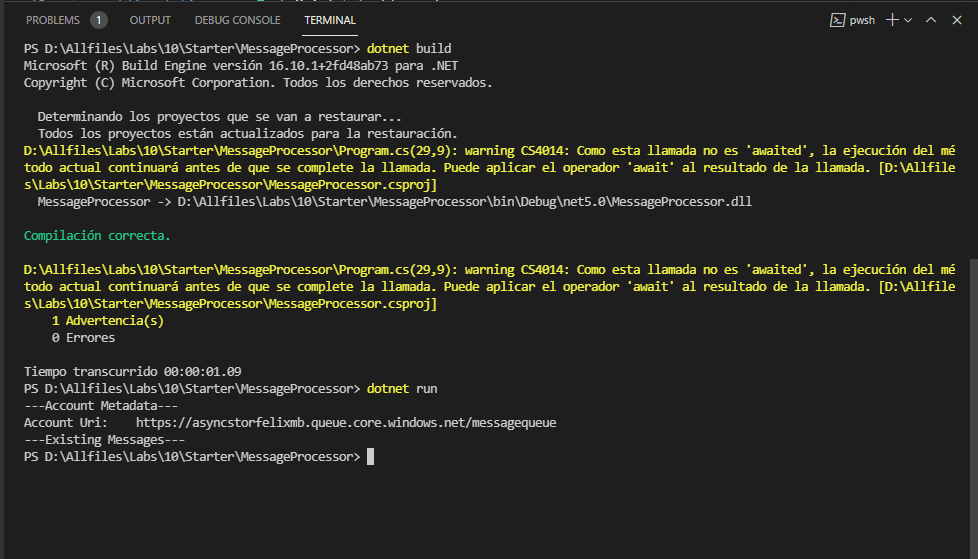 PROBLEMS 1 OUTPUT DEBUG CONSOLE TERMINAL pwsh
PS D:\Allfiles\Labs\10\Starter\MessageProcessor> dotnet build
Microsoft (R) Build Engine versión 16.10.1+2fd48ab73 para .NET
Copyright (C) Microsoft Corporation. Todos los derechos reservados.
Determinando los proyectos que se van a restaurar...
Todos los proyectos están actualizados para la restauración.
D:\Allfiles\Labs\10\Starter\MessageProcessor\Program.cs(29,9): warning CS4014: Como esta llamada no es 'awaited', la ejecución del mé
todo actual continuará antes de que se complete la llamada. Puede aplicar el operador 'await' al resultado de la llamada. [D:\Allfile
s\Labs\10\Starter\MessageProcessor\MessageProcessor.csproj]
MessageProcessor -> D:\Allfiles\Labs\10\Starter\MessageProcessor\bin\Debug\net5.0\MessageProcessor.dll
Compilación correcta.
D:\Allfiles\Labs\10\Starter\MessageProcessor\Program.cs(29,9): warning CS4014: Como esta llamada no es 'awaited', la ejecución del mé
todo actual continuará antes de que se complete la llamada. Puede aplicar el operador 'await' al resultado de la llamada. [D:\Allfile
s\Labs\10\Starter\MessageProcessor\MessageProcessor.csproj]
1 Advertencia(s)
0 Errores
Tiempo transcurrido 00:00:01.09
PS D:\Allfiles\Labs\10\Starter\MessageProcessor> dotnet run
---Account Metadata---
Account Uri: https://asyncstorfelixmb.queue.core.windows.net/messagequeue
---Existing Messages---
PS D:\Allfiles\Labs\10\Starter\MessageProcessor>